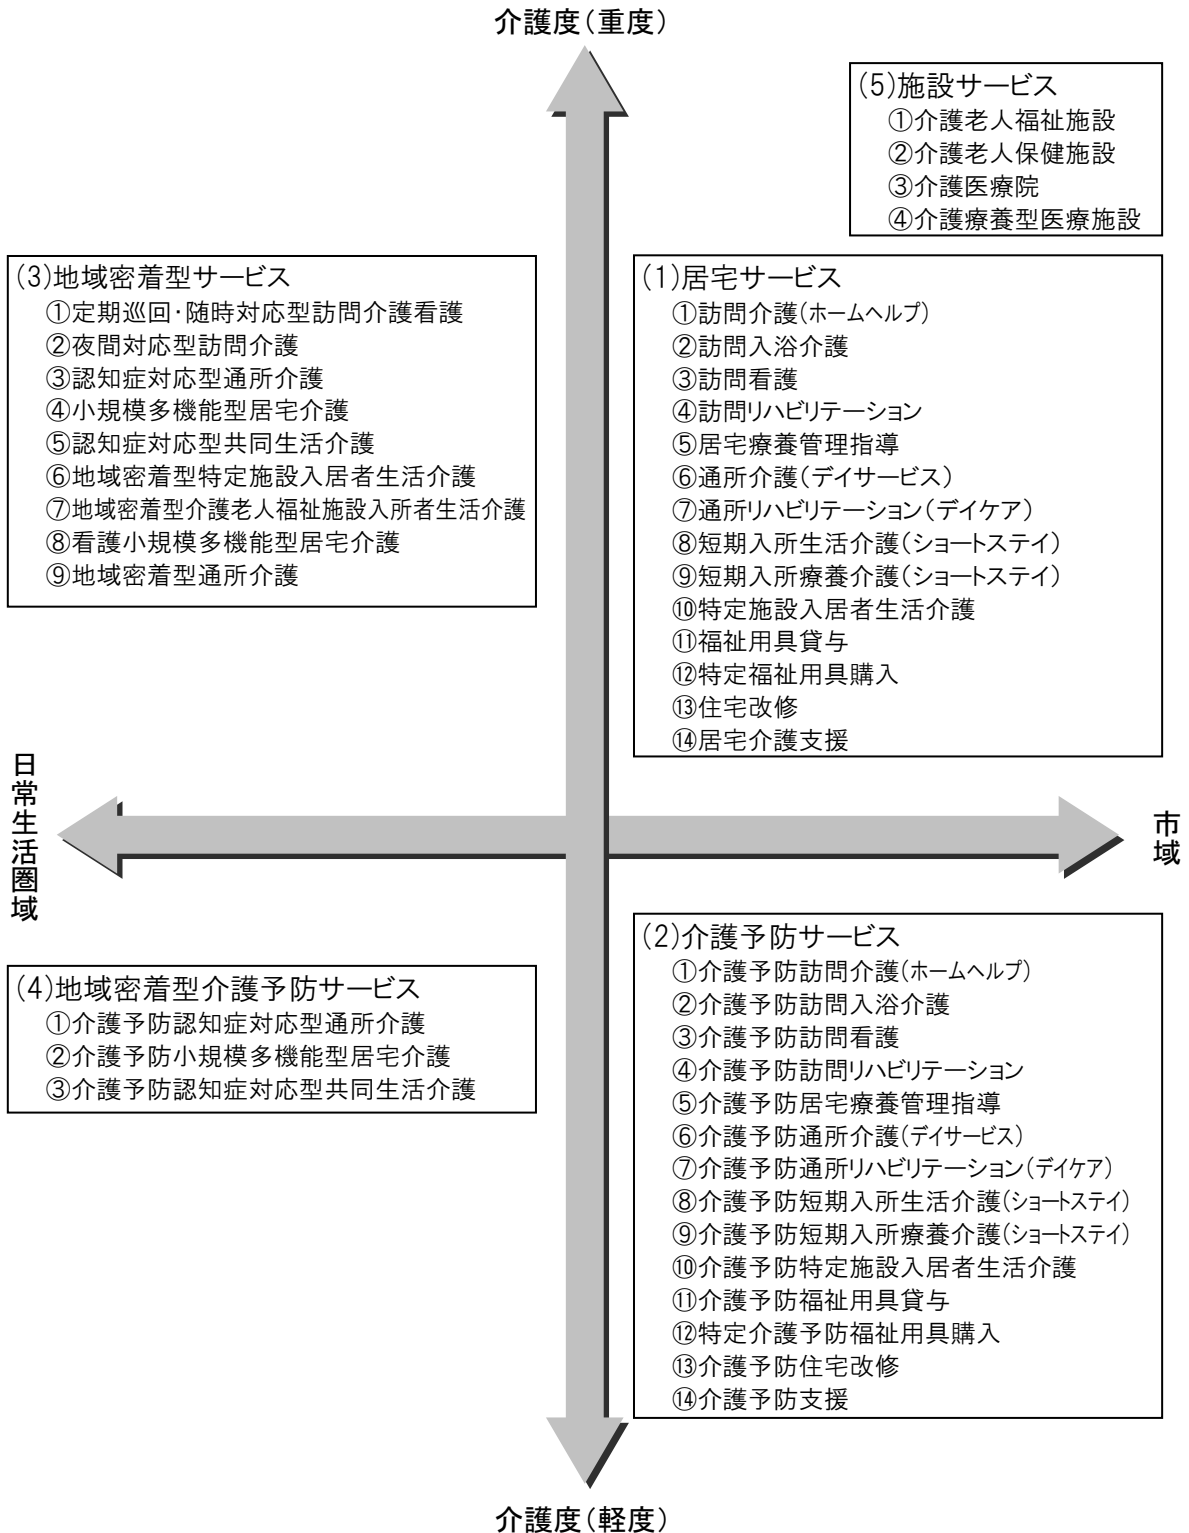 介護度(重度)
(5)施設サービス
①介護老人福祉施設
②介護老人保健施設
③介護医療院
④介護療養型医療施設
(3)地域密着型サービス
①定期巡回・随時対応型訪問介護看護
②夜間対応型訪問介護
③認知症対応型通所介護
④小規模多機能型居宅介護
⑤認知症対応型共同生活介護
⑥地域密着型特定施設入居者生活介護
⑦地域密着型介護老人福祉施設入所者生活介護
⑧看護小規模多機能型居宅介護
⑨地域密着型通所介護
(1)居宅サービス
①訪問介護(ホームヘルプ)
②訪問入浴介護
③訪問看護
④訪問リハビリテーション
⑤居宅療養管理指導
⑥通所介護(デイサービス)
⑦通所リハビリテーション(デイケア)
⑧短期入所生活介護(ショートステイ)
⑨短期入所療養介護(ショートステイ)
⑩特定施設入居者生活介護
⑪福祉用具貸与
⑫特定福祉用具購入
⑬住宅改修
⑭居宅介護支援
日常生活圏域
市域
(4)地域密着型介護予防サービス
①介護予防認知症対応型通所介護
②介護予防小規模多機能型居宅介護
③介護予防認知症対応型共同生活介護
(2)介護予防サービス
①介護予防訪問介護(ホームヘルプ)
②介護予防訪問入浴介護
③介護予防訪問看護
④介護予防訪問リハビリテーション
⑤介護予防居宅療養管理指導
⑥介護予防通所介護(デイサービス)
⑦介護予防通所リハビリテーション(デイケア)
⑧介護予防短期入所生活介護(ショートステイ)
⑨介護予防短期入所療養介護(ショートステイ)
⑩介護予防特定施設入居者生活介護
⑪介護予防福祉用具貸与
⑫特定介護予防福祉用具購入
⑬介護予防住宅改修
⑭介護予防支援
介護度(軽度)